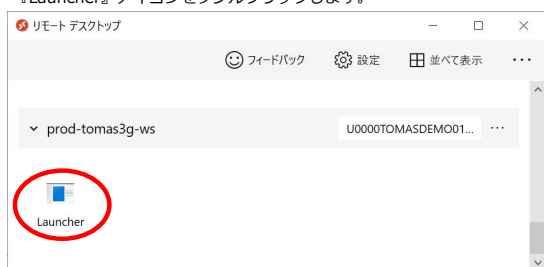 『Launcher』アイコンをダブルクリックします。
リモート デスクトップ
フィードバック 設定 並べて表示
prod-tomas3g-ws U0000TOMASDEMO01...
Launcher